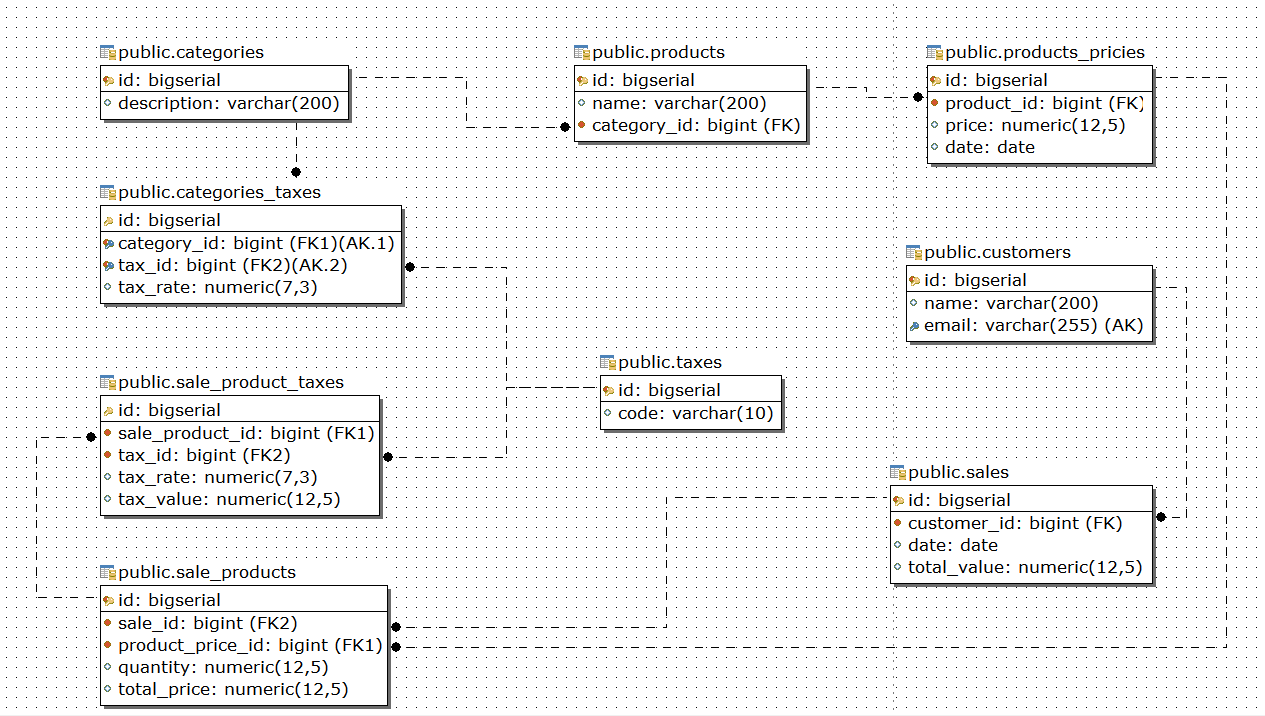 public.categories
id: bigserial
description: varchar(200)
public.products
id: bigserial
name: varchar(200)
category_id: bigint (FK)
public.products_pricies
id: bigserial
product_id: bigint (FK)
price: numeric(12,5)
date: date
public.categories_taxes
id: bigserial
category_id: bigint (FK1)(AK.1)
tax_id: bigint (FK2)(AK.2)
tax_rate: numeric(7,3)
public.customers
id: bigserial
name: varchar(200)
email: varchar(255) (AK)
public.taxes
id: bigserial
code: varchar(10)
public.sale_product_taxes
id: bigserial
sale_product_id: bigint (FK1)
tax_id: bigint (FK2)
tax_rate: numeric(7,3)
tax_value: numeric(12,5)
public.sales
id: bigserial
customer_id: bigint (FK)
date: date
total_value: numeric(12,5)
public.sale_products
id: bigserial
sale_id: bigint (FK2)
product_price_id: bigint (FK1)
quantity: numeric(12,5)
total_price: numeric(12,5)